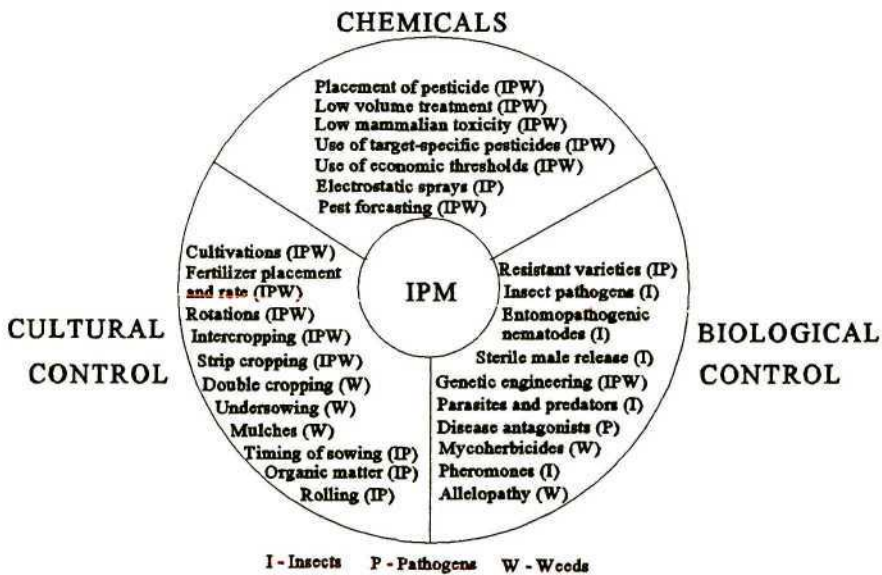 CHEMICALS
Placement of pesticide (IPW)
Low volume treatment (IPW)
Low mammalian toxicity (IPW)
Use of target-specific pesticides (IPW)
Use of economic thresholds (IPW)
Electrostatic sprays (IP)
Pest forcasting (IPW)
CULTURAL
CONTROL
Cultivations (IPW)
Fertilizer placement
and rate (IPW)
Rotations (IPW)
Intercropping (IPW)
Strip cropping (IPW)
Double cropping (W)
Undersowing (W)
Mulches (W)
Timing of sowing (IP)
Organic matter (IP)
Rolling (IP)
IPM
Resistant varieties (IP)
Insect pathogens (I)
Entomopathogenic
nematodes (I)
Sterile male release (I)
Genetic engineering (IPW)
Parasites and predators (I)
Disease antagonists (P)
Mycoherbicides (W)
Pheromones (I)
Allelopathy (W)
BIOLOGICAL
CONTROL
I - Insects P - Pathogens W - Weeds